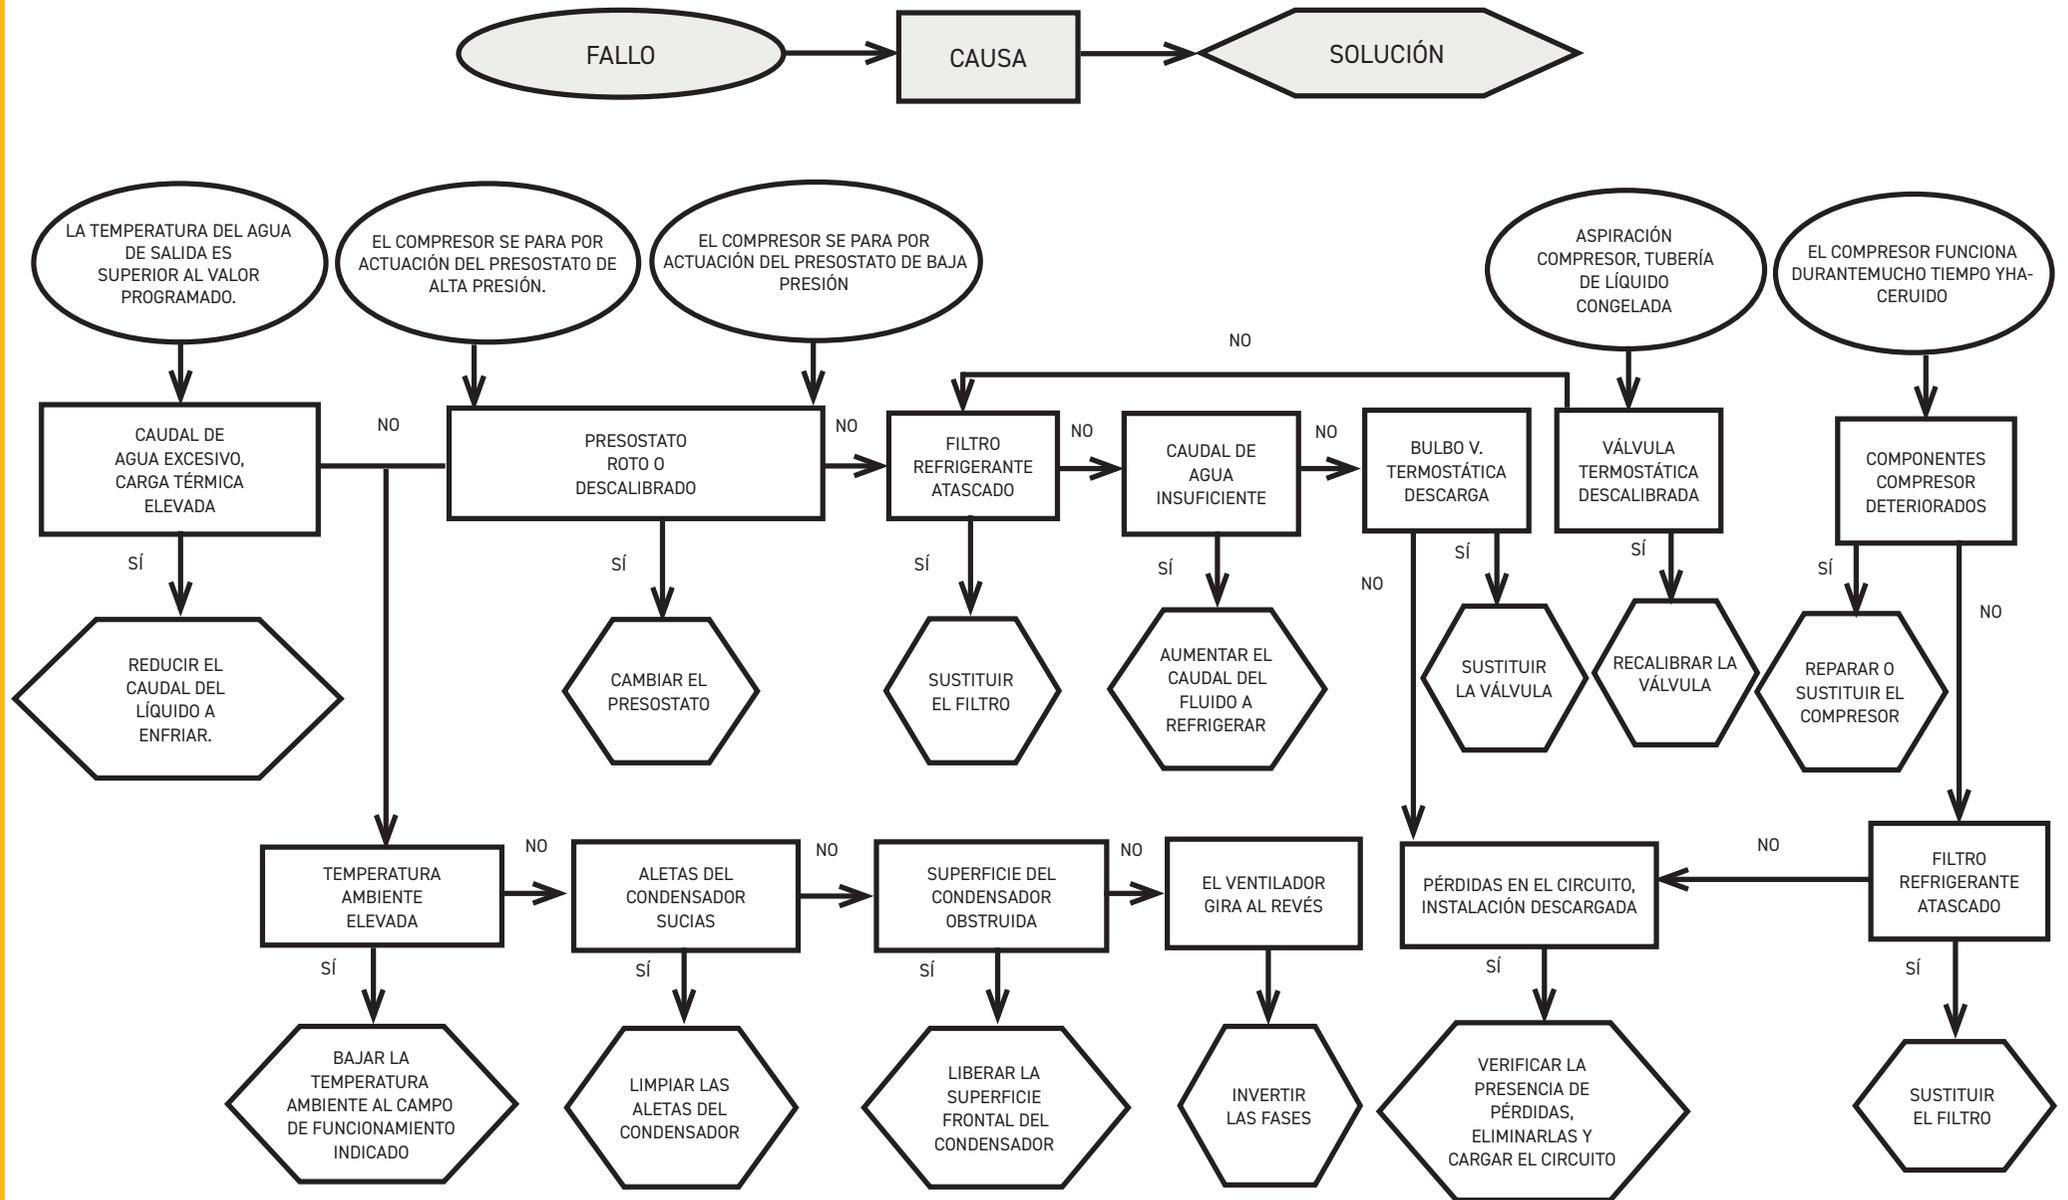 FALLO
CAUSA
SOLUCIÓN
LA TEMPERATURA DEL AGUA
DE SALIDA ES
SUPERIOR AL VALOR
PROGRAMADO.
EL COMPRESOR SE PARA POR
ACTUACIÓN DEL PRESOSTATO DE
ALTA PRESIÓN.
EL COMPRESOR SE PARA POR
ACTUACIÓN DEL PRESOSTATO DE BAJA
PRESIÓN
ASPIRACIÓN
COMPRESOR, TUBERÍA
DE LÍQUIDO
CONGELADA
EL COMPRESOR FUNCIONA
DURANTEMUCHO TIEMPO YHA-
CERUIDO
NO
CAUDAL DE
AGUA EXCESIVO,
CARGA TÉRMICA
ELEVADA
NO
PRESOSTATO
ROTO O
DESCALIBRADO
NO
FILTRO
REFRIGERANTE
ATASCADO
NO
CAUDAL DE
AGUA
INSUFICIENTE
NO
BULBO V.
TERMOSTÁTICA
DESCARGA
VÁLVULA
TERMOSTÁTICA
DESCALIBRADA
COMPONENTES
COMPRESOR
DETERIORADOS
SÍ
SÍ
SÍ
SÍ
NO
SÍ
SÍ
SÍ
NO
REDUCIR EL
CAUDAL DEL
LÍQUIDO A
ENFRIAR.
CAMBIAR EL
PRESOSTATO
SUSTITUIR
EL FILTRO
AUMENTAR EL
CAUDAL DEL
FLUIDO A
REFRIGERAR
SUSTITUIR
LA VÁLVULA
RECALIBRAR LA
VÁLVULA
REPARAR O
SUSTITUIR EL
COMPRESOR
TEMPERATURA
AMBIENTE
ELEVADA
NO
ALETAS DEL
CONDENSADOR
SUCIAS
NO
SUPERFICIE DEL
CONDENSADOR
OBSTRUIDA
NO
EL VENTILADOR
GIRA AL REVÉS
PÉRDIDAS EN EL CIRCUITO,
INSTALACIÓN DESCARGADA
NO
FILTRO
REFRIGERANTE
ATASCADO
SÍ
SÍ
SÍ
SÍ
SÍ
BAJAR LA
TEMPERATURA
AMBIENTE AL CAMPO
DE FUNCIONAMIENTO
INDICADO
LIMPIAR LAS
ALETAS DEL
CONDENSADOR
LIBERAR LA
SUPERFICIE
FRONTAL DEL
CONDENSADOR
INVERTIR
LAS FASES
VERIFICAR LA
PRESENCIA DE
PÉRDIDAS,
ELIMINARLAS Y
CARGAR EL CIRCUITO
SUSTITUIR
EL FILTRO